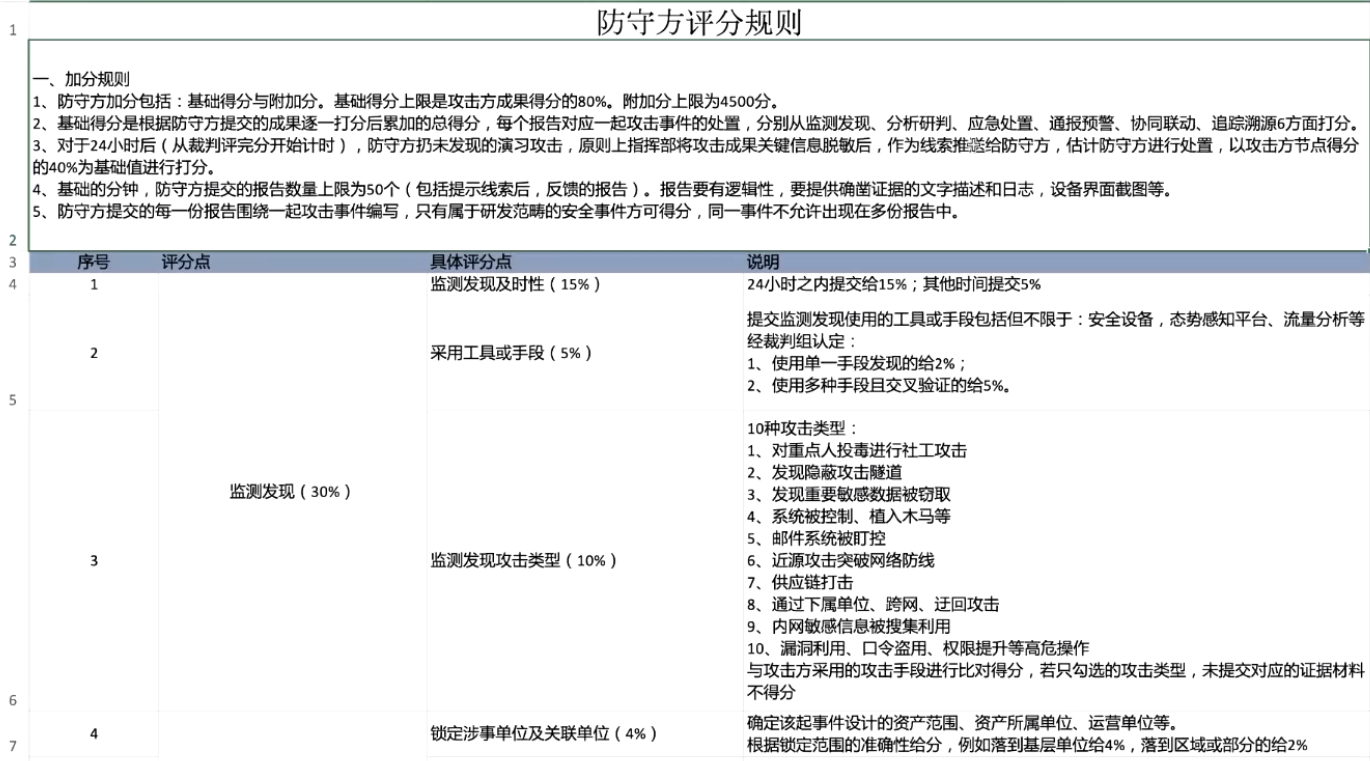 防守方评分规则
一、加分规则
1、防守方加分包括：基础得分与附加分。基础得分上限是攻击方成果得分的80%。附加分上限为4500分。
2、基础得分是根据防守方提交的成果逐一打分后累加的总得分，每个报告对应一起攻击事件的处置，分别从监测发现、分析研判、应急处置、通报预警、协同联动、追踪溯源6方面打分。
3、对于24小时后（从裁判评完分开始计时），防守方扔未发现的演习攻击，原则上指挥部将攻击成果关键信息脱敏后，作为线索推送给防守方，估计防守方进行处置，以攻击方节点得分
的40%为基础值进行打分。
4、基础的分钟，防守方提交的报告数量上限为50个（包括提示线索后，反馈的报告）。报告要有逻辑性，要提供确凿证据的文字描述和日志，设备界面截图等。
5、防守方提交的每一份报告围绕一起攻击事件编写，只有属于研发范畴的安全事件方可得分，同一事件不允许出现在多份报告中。
序号 评分点 具体评分点 说明
1 监测发现及时性（15%） 24小时之内提交给15%；其他时间提交5%
提交监测发现使用的工具或手段包括但不限于：安全设备，态势感知平台、流量分析等
经裁判组认定：
2 采用工具或手段（5%）
1、使用单一手段发现的给2%；
2、使用多种手段且交叉验证的给5%。
监测发现（30%）
3 监测发现攻击类型（10%）
10种攻击类型：
1、对重点人投毒进行社工攻击
2、发现隐蔽攻击隧道
3、发现重要敏感数据被窃取
4、系统被控制、植入木马等
5、邮件系统被盯控
6、近源攻击突破网络防线
7、供应链打击
8、通过下属单位、跨网、迂回攻击
9、内网敏感信息被搜集利用
10、漏洞利用、口令盗用、权限提升等高危操作
与攻击方采用的攻击手段进行比对得分，若只勾选的攻击类型，未提交对应的证据材料
不得分
4 锁定涉事单位及关联单位（4%）
确定该起事件设计的资产范围、资产所属单位、运营单位等。
根据锁定范围的准确性给分，例如落到基层单位给4%，落到区域或部分的给2%
1
2
3
4
5
6
7